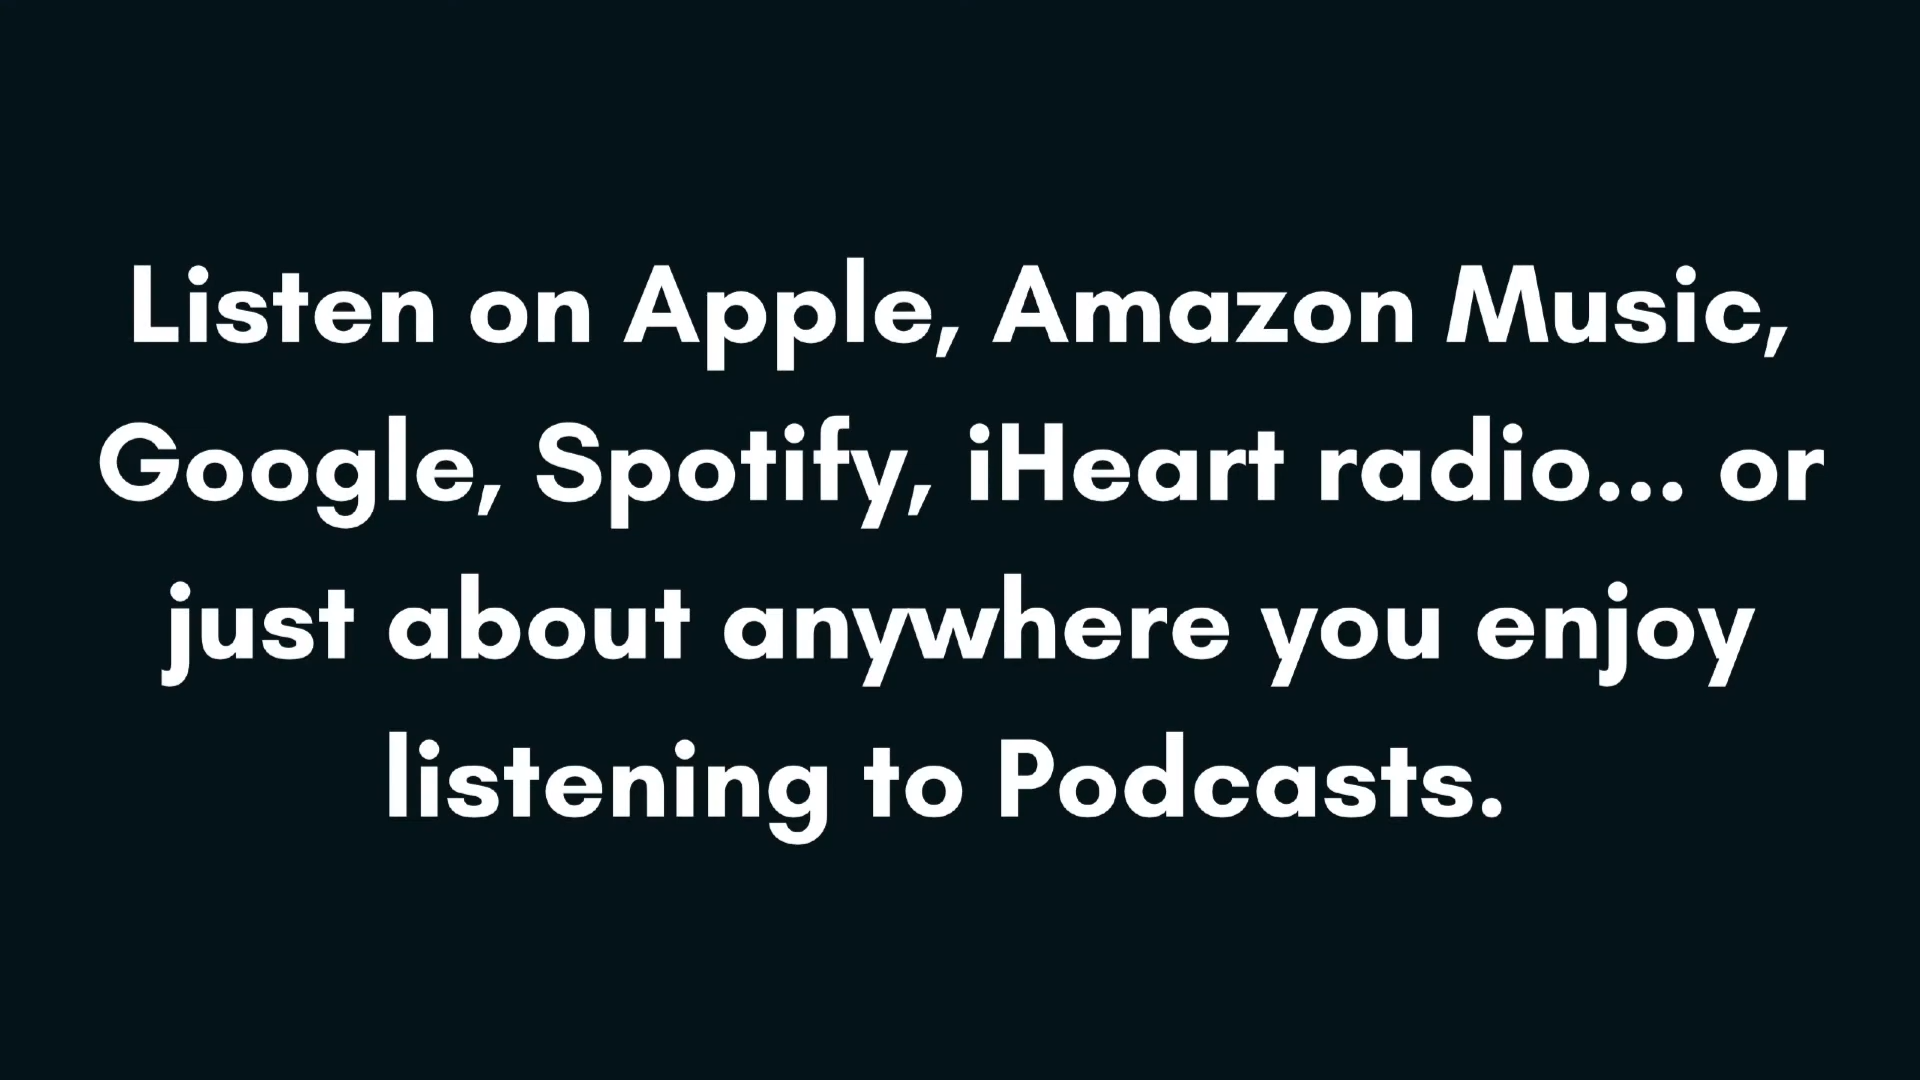 Listen on Apple, Amazon Music,
Google, Spotify, iHeart radio... or
just about anywhere you enjoy
listening to Podcasts.